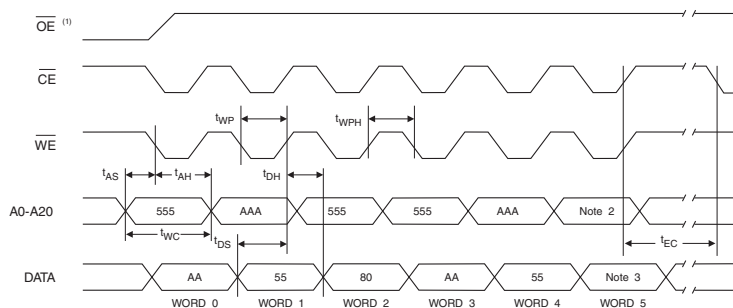 OE (1)
CE
tWP
tWPH
WE
tAS
tAH
tDH
A0-A20
555
AAA
555
555
AAA
Note 2
tWC
tDS
tEC
DATA
AA
55
80
AA
55
Note 3
WORD 0
WORD 1
WORD 2
WORD 3
WORD 4
WORD 5